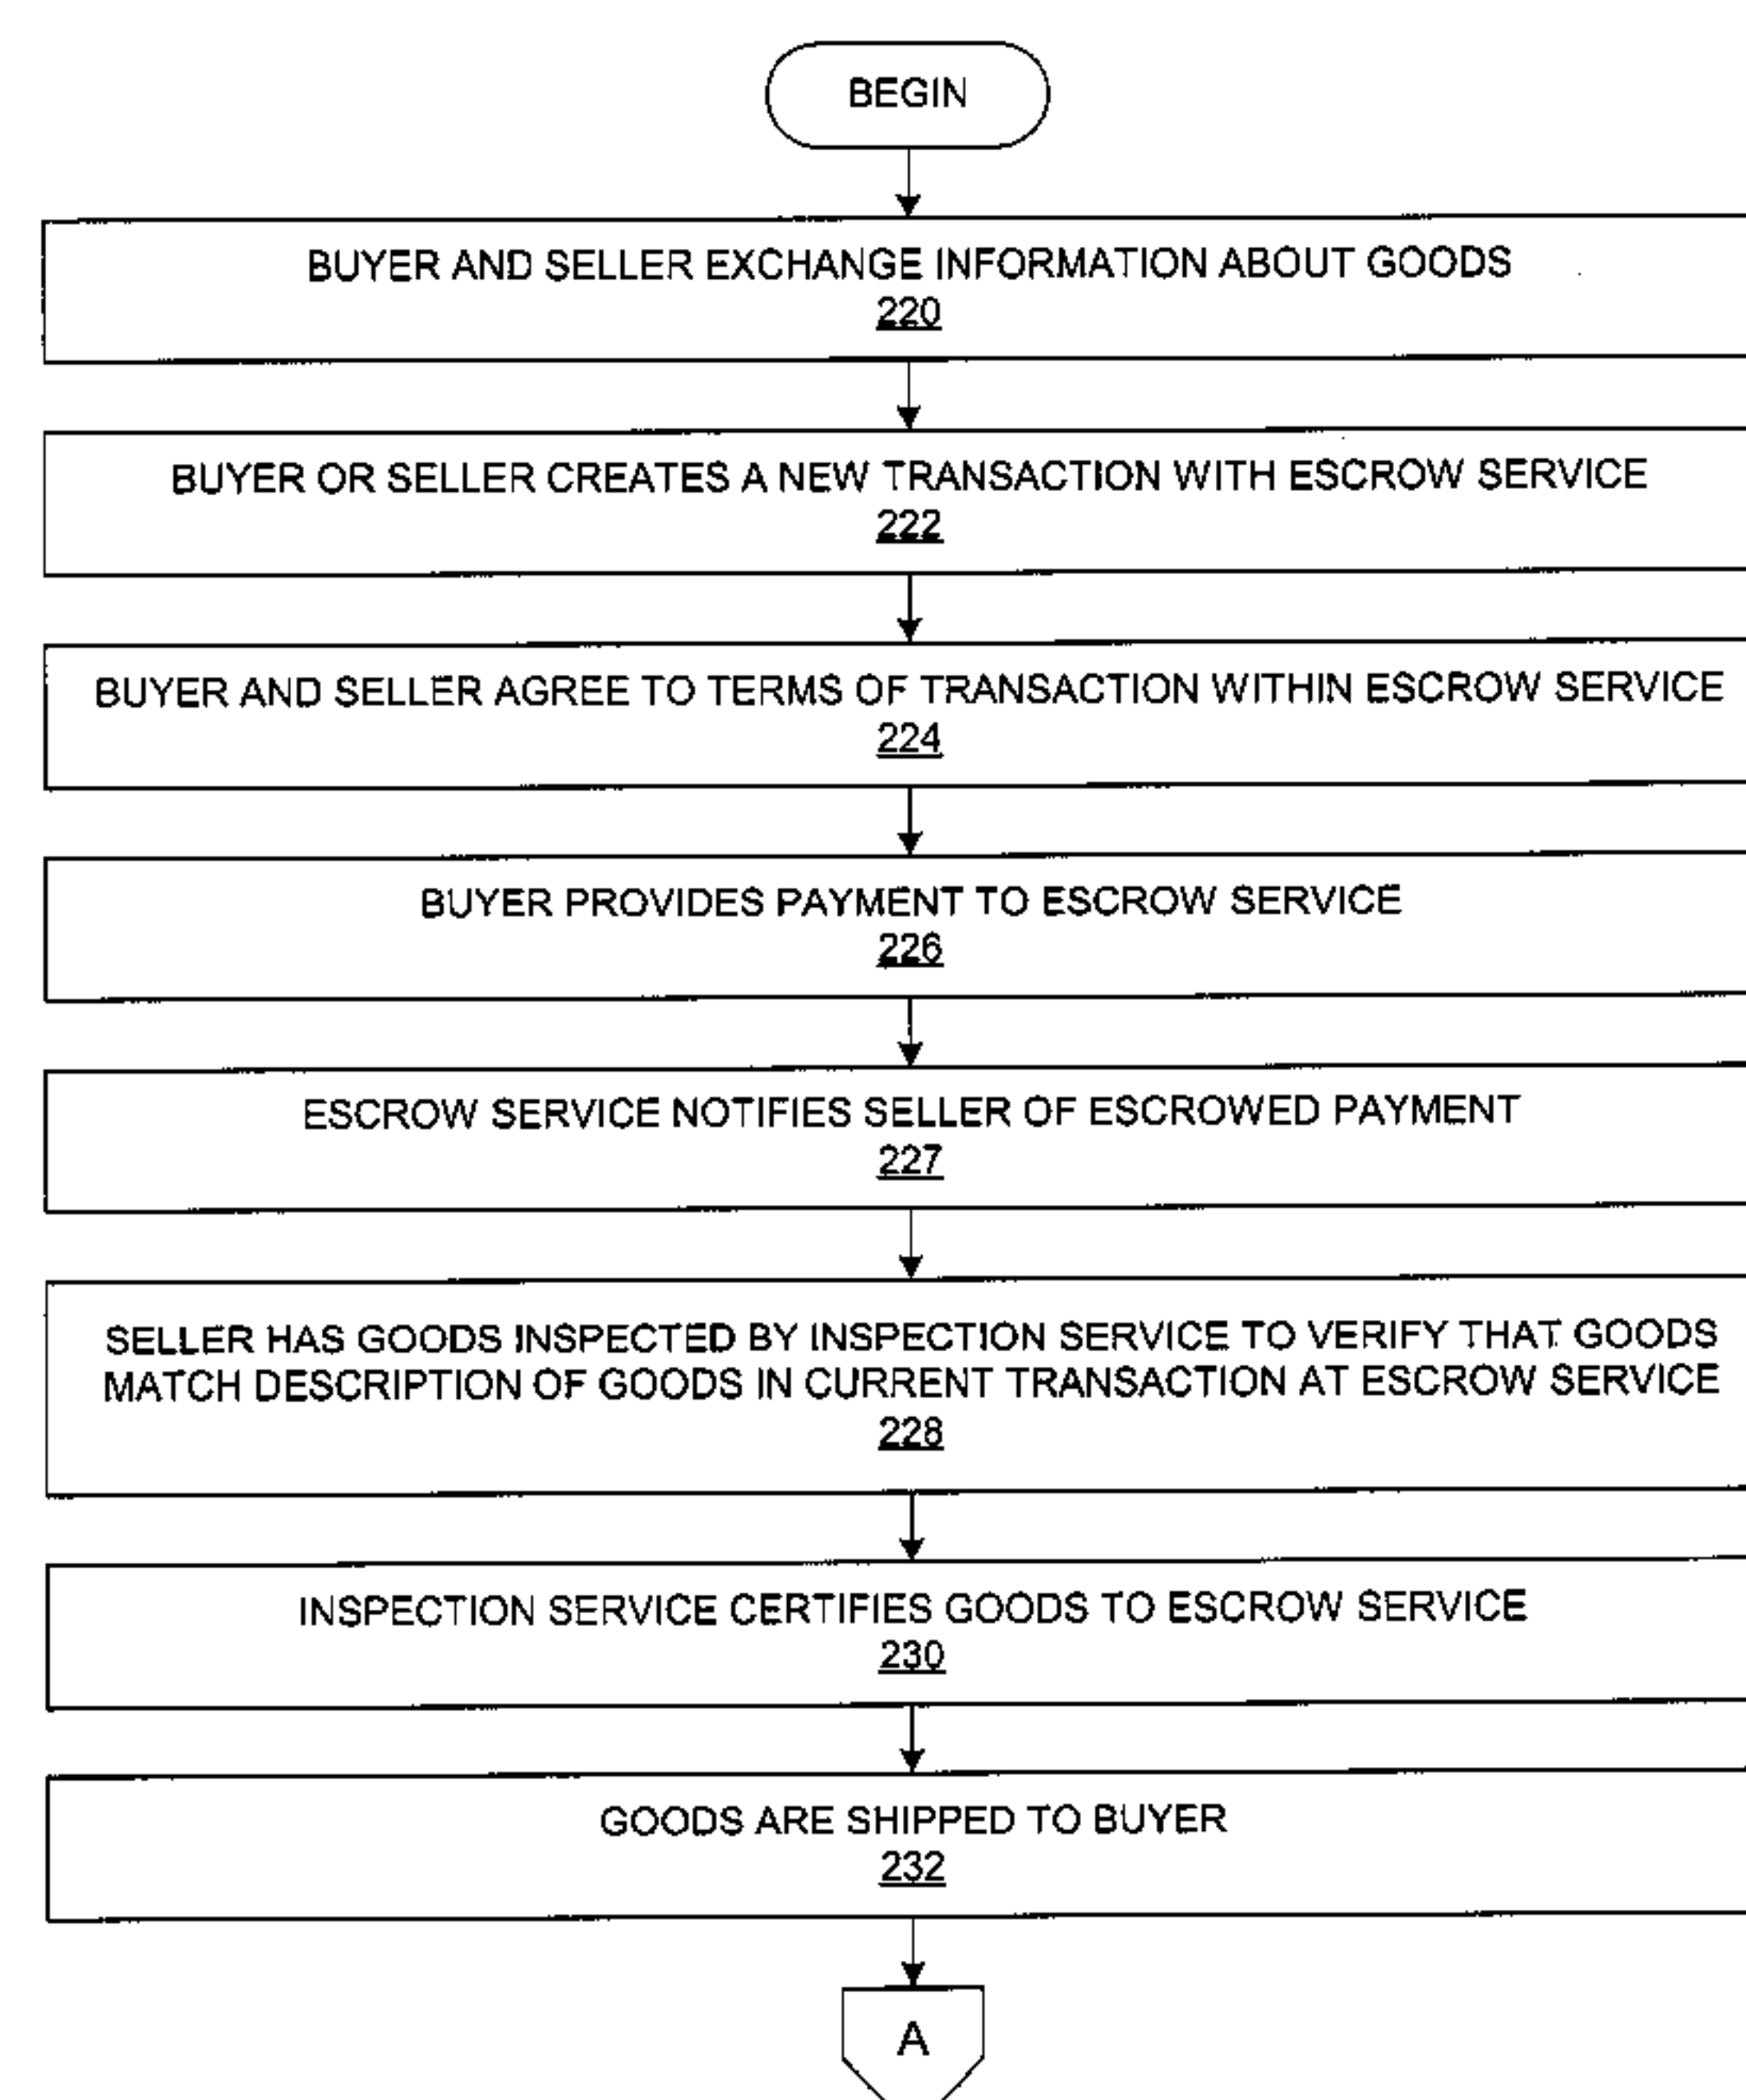 BEGIN
BUYER AND SELLER EXCHANGE INFORMATION ABOUT GOODS
220
BUYER OR SELLER CREATES A NEW TRANSACTION WITH ESCROW SERVICE
222
BUYER AND SELLER AGREE TO TERMS OF TRANSACTION WITHIN ESCROW SERVICE
224
BUYER PROVIDES PAYMENT TO ESCROW SERVICE
226
ESCROW SERVICE NOTIFIES SELLER OF ESCROWED PAYMENT
227
SELLER HAS GOODS INSPECTED BY INSPECTION SERVICE TO VERIFY THAT GOODS
MATCH DESCRIPTION OF GOODS IN CURRENT TRANSACTION AT ESCROW SERVICE
228
INSPECTION SERVICE CERTIFIES GOODS TO ESCROW SERVICE
230
GOODS ARE SHIPPED TO BUYER
232
A